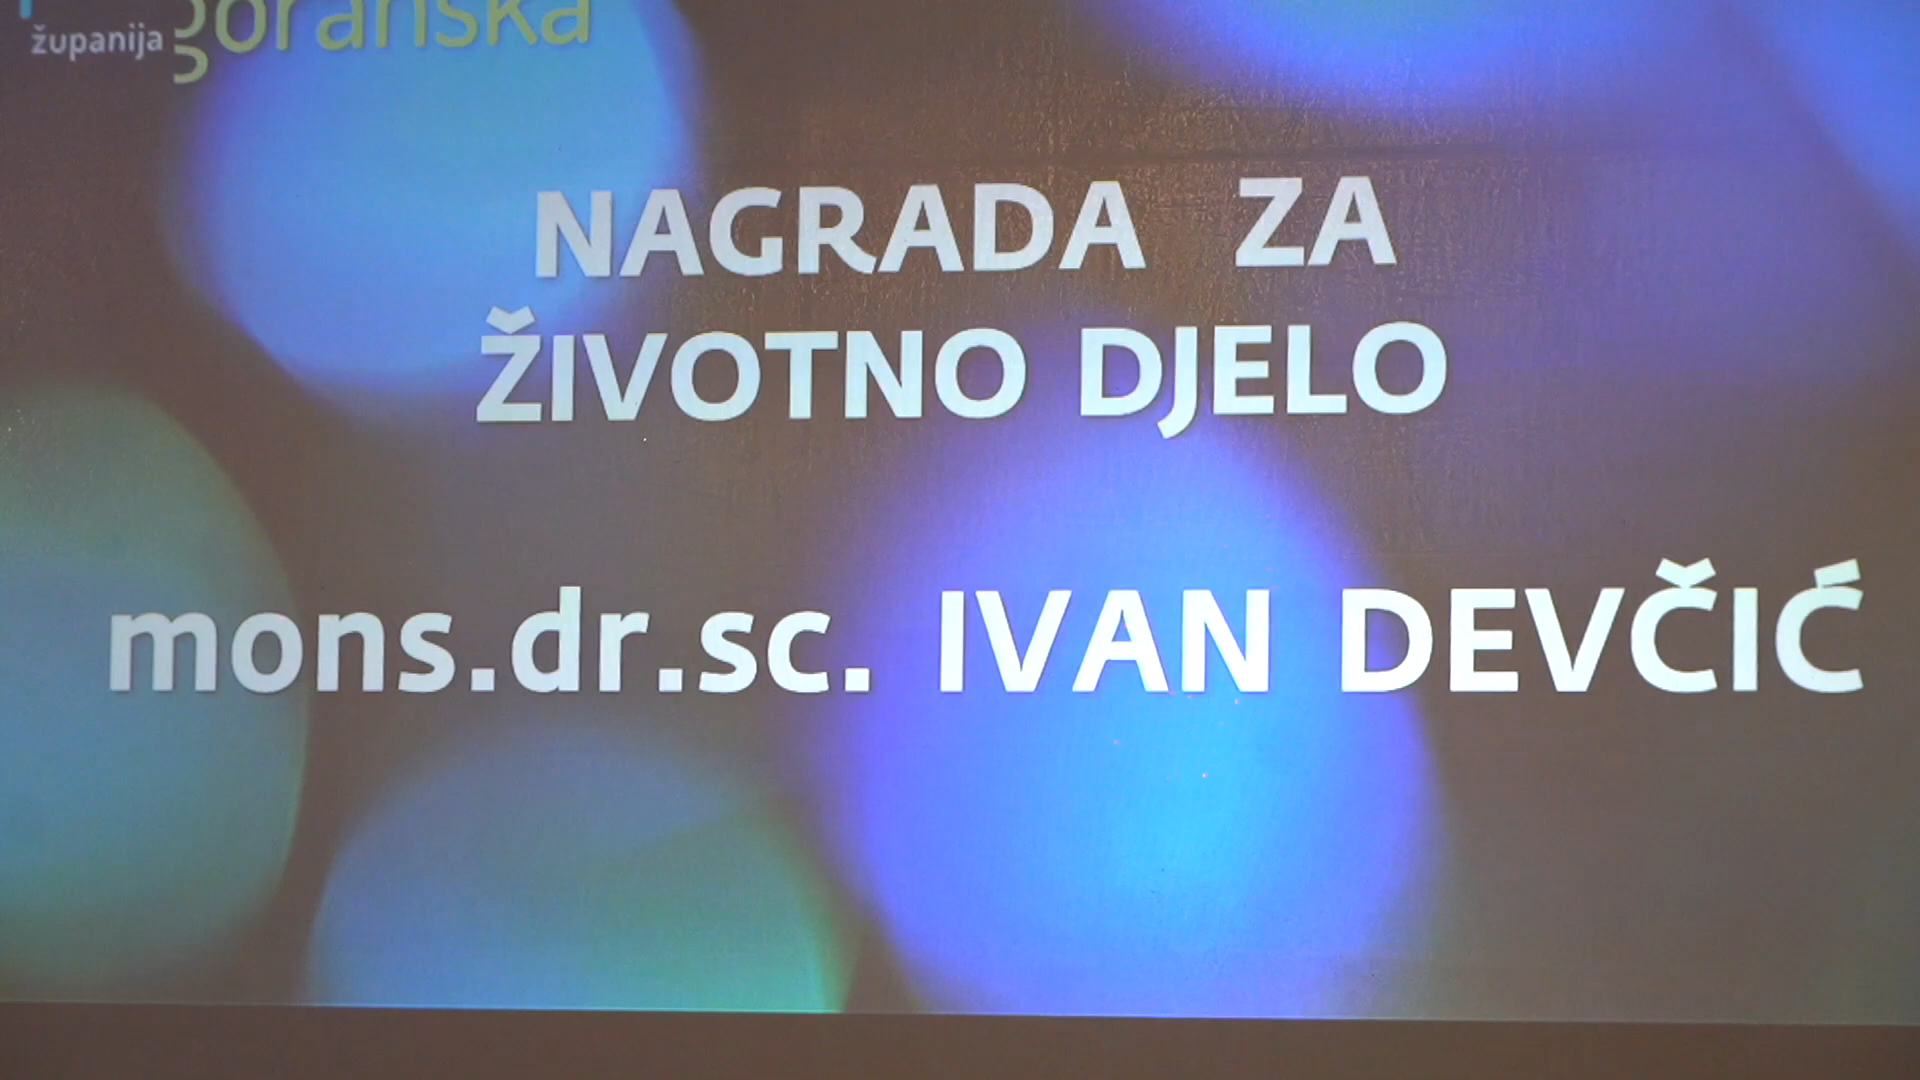 goranska
županija
NAGRADA ZA
ŽIVOTNO DJELO
mons.dr.sc. IVAN DEVČIĆ